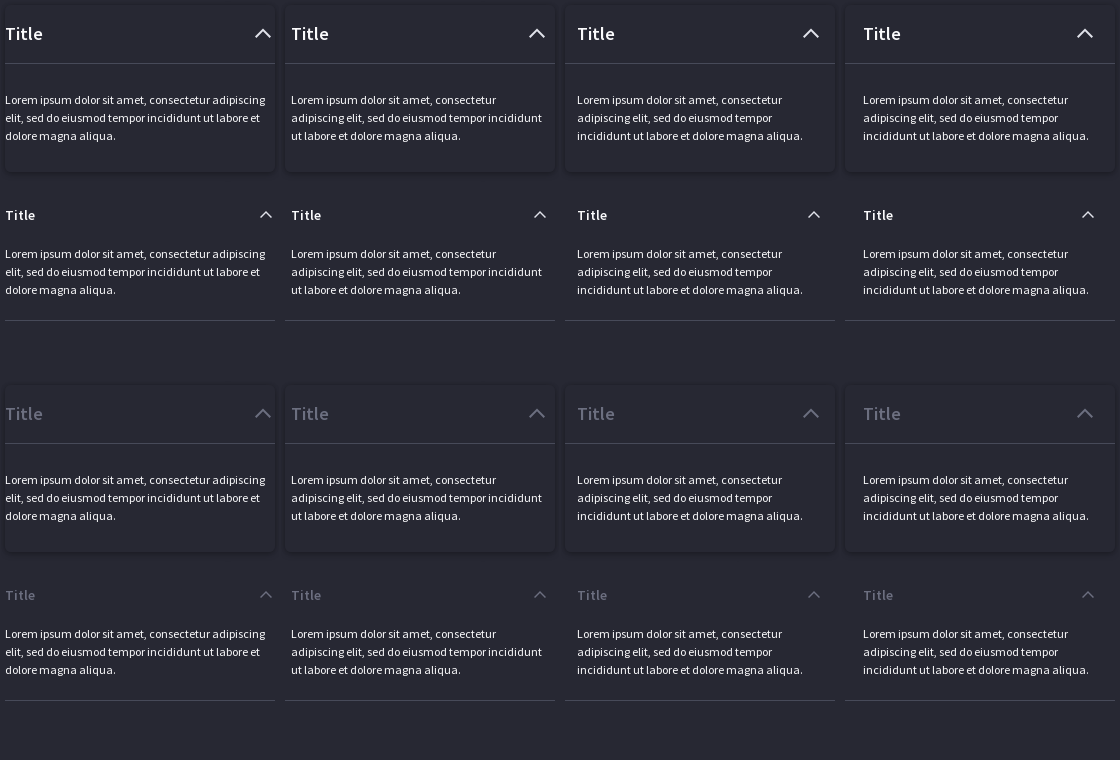 Title
Title
Title
Title
Lorem ipsum dolor sit amet, consectetur adipiscing
elit, sed do eiusmod tempor incididunt ut labore et
dolore magna aliqua.
Lorem ipsum dolor sit amet, consectetur
adipiscing elit, sed do eiusmod tempor incididunt
ut labore et dolore magna aliqua.
Lorem ipsum dolor sit amet, consectetur
adipiscing elit, sed do eiusmod tempor
incididunt ut labore et dolore magna aliqua.
Lorem ipsum dolor sit amet, consectetur
adipiscing elit, sed do eiusmod tempor
incididunt ut labore et dolore magna aliqua.
Title
Title
Title
Title
Lorem ipsum dolor sit amet, consectetur adipiscing
elit, sed do eiusmod tempor incididunt ut labore et
dolore magna aliqua.
Lorem ipsum dolor sit amet, consectetur
adipiscing elit, sed do eiusmod tempor incididunt
ut labore et dolore magna aliqua.
Lorem ipsum dolor sit amet, consectetur
adipiscing elit, sed do eiusmod tempor
incididunt ut labore et dolore magna aliqua.
Lorem ipsum dolor sit amet, consectetur
adipiscing elit, sed do eiusmod tempor
incididunt ut labore et dolore magna aliqua.
Title
Title
Title
Title
Lorem ipsum dolor sit amet, consectetur adipiscing
elit, sed do eiusmod tempor incididunt ut labore et
dolore magna aliqua.
Lorem ipsum dolor sit amet, consectetur
adipiscing elit, sed do eiusmod tempor incididunt
ut labore et dolore magna aliqua.
Lorem ipsum dolor sit amet, consectetur
adipiscing elit, sed do eiusmod tempor
incididunt ut labore et dolore magna aliqua.
Lorem ipsum dolor sit amet, consectetur
adipiscing elit, sed do eiusmod tempor
incididunt ut labore et dolore magna aliqua.
Title
Title
Title
Title
Lorem ipsum dolor sit amet, consectetur adipiscing
elit, sed do eiusmod tempor incididunt ut labore et
dolore magna aliqua.
Lorem ipsum dolor sit amet, consectetur
adipiscing elit, sed do eiusmod tempor incididunt
ut labore et dolore magna aliqua.
Lorem ipsum dolor sit amet, consectetur
adipiscing elit, sed do eiusmod tempor
incididunt ut labore et dolore magna aliqua.
Lorem ipsum dolor sit amet, consectetur
adipiscing elit, sed do eiusmod tempor
incididunt ut labore et dolore magna aliqua.